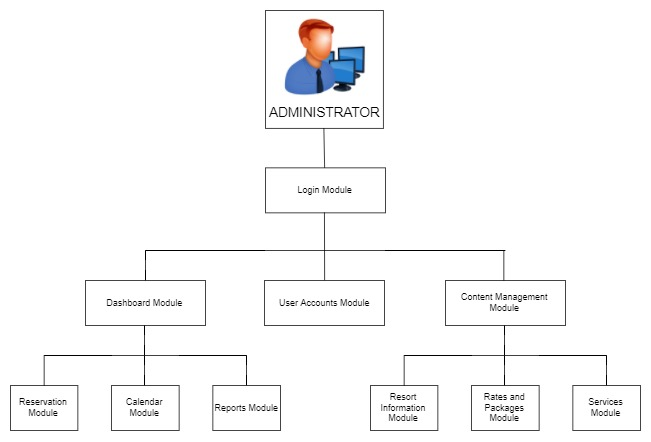 ADMINISTRATOR
Login Module
Dashboard Module
User Accounts Module
Content Management
Module
Reservation
Module
Calendar
Module
Reports Module
Resort
Information
Module
Rates and
Packages
Module
Services
Module